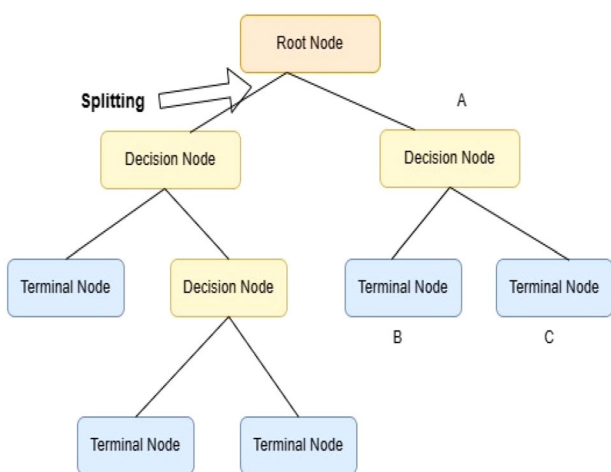 Root Node
Splitting
A
Decision Node
Decision Node
Terminal Node
Decision Node
Terminal Node
Terminal Node
B
C
Terminal Node
Terminal Node